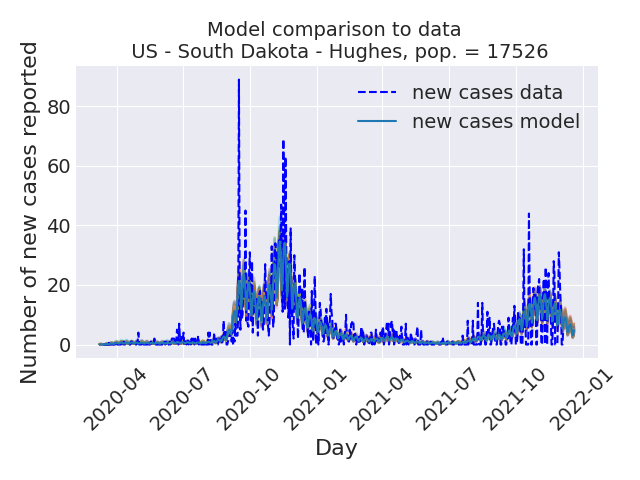 Model comparison to data
US - South Dakota - Hughes, pop. = 17526
Number of new cases reported
80
60
40
20
0
new cases data
new cases model
2020-04
2020-07
2020-10
2021-01
2021-04
2021-07
2021-10
2022-01
Day